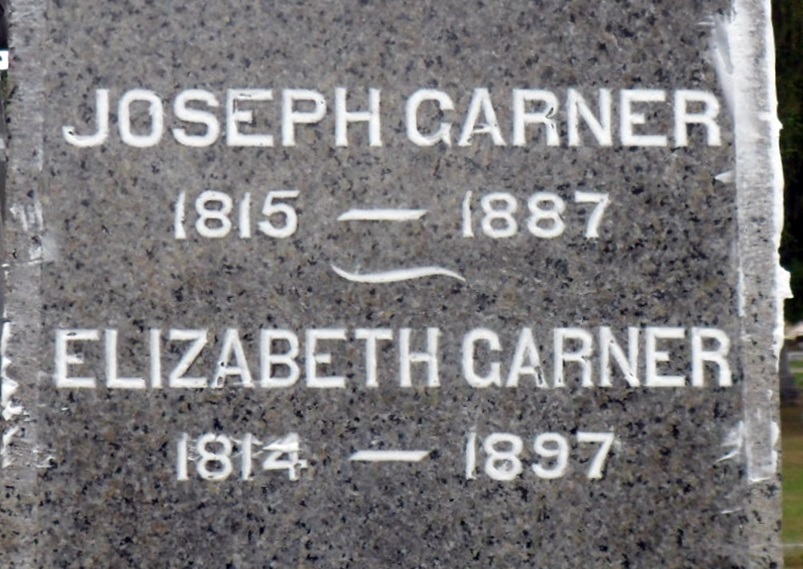 JOSEPH GARNER
1815 — 1887
ELIZABETH GARNER
1814 — 1897